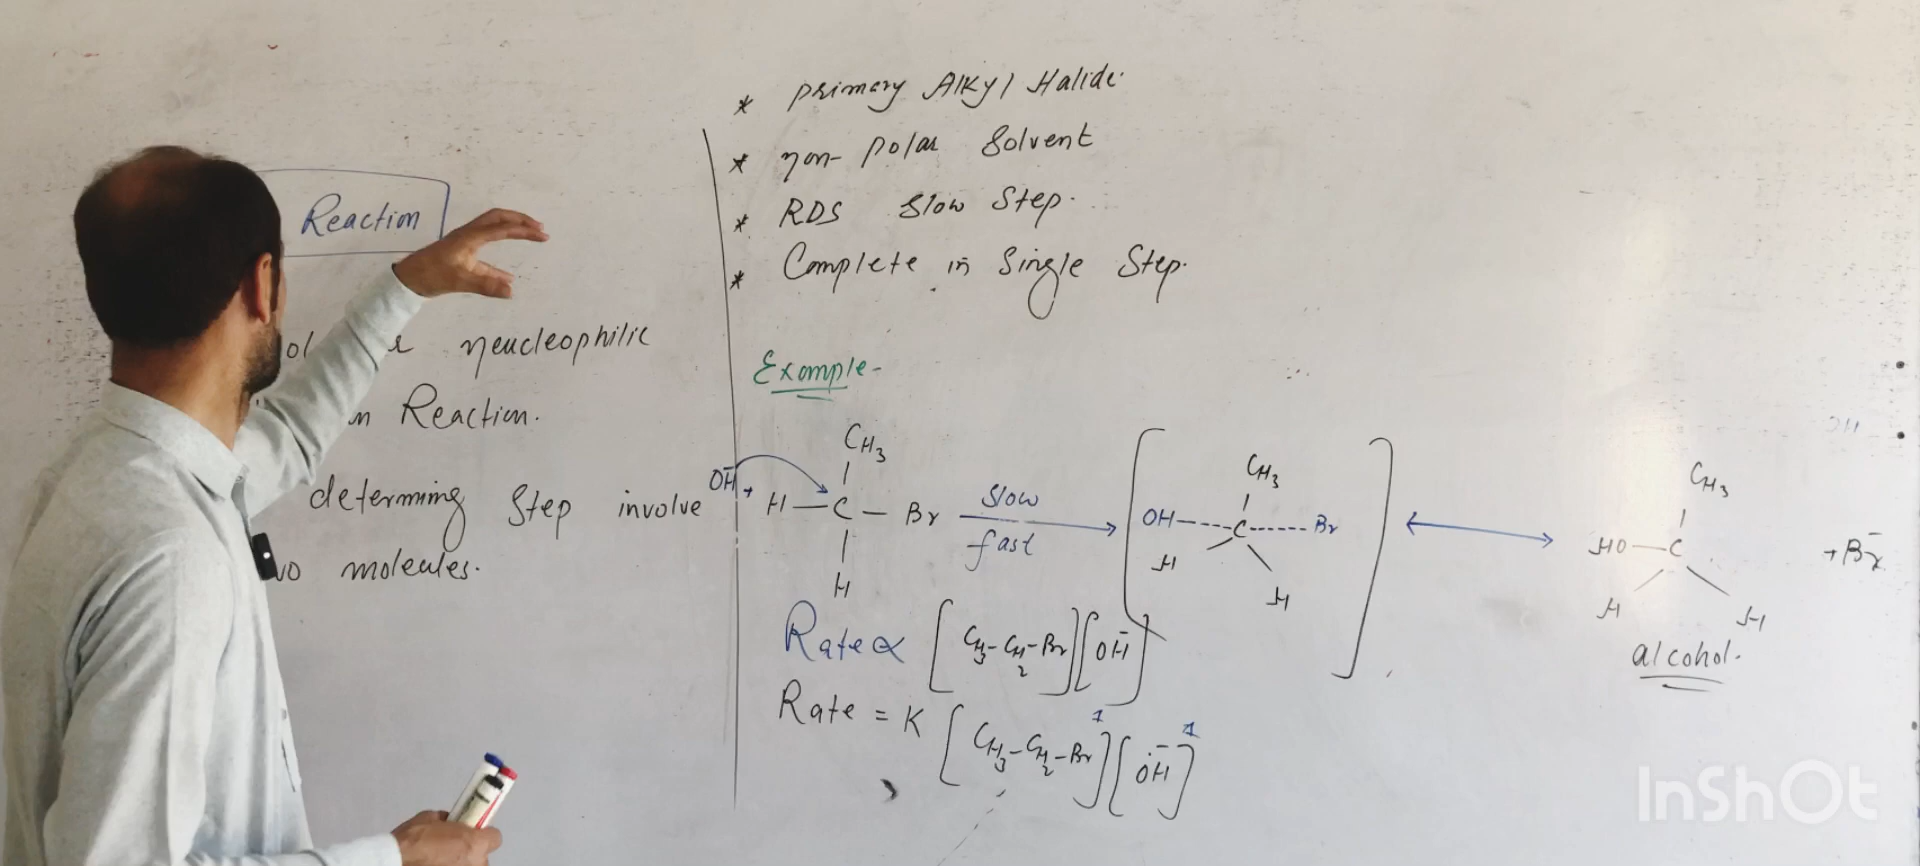 Reaction
neucleophilic
Reaction.
determing Step involve
molecules.
* primary Alkyl Halide.
* non-polar Solvent
* RDS Slow Step.
* Complete in Single Step.
Example-
CH3
OH- + H - C - Br slow fast
H
CH3
OH C Br
H H
CH3
HO - C + Br-
H H
alcohol.
Rate ∝ [CH3-CH2-Br][OH-]
Rate = K [CH3-CH2-Br]1 [OH-]1
InShOt